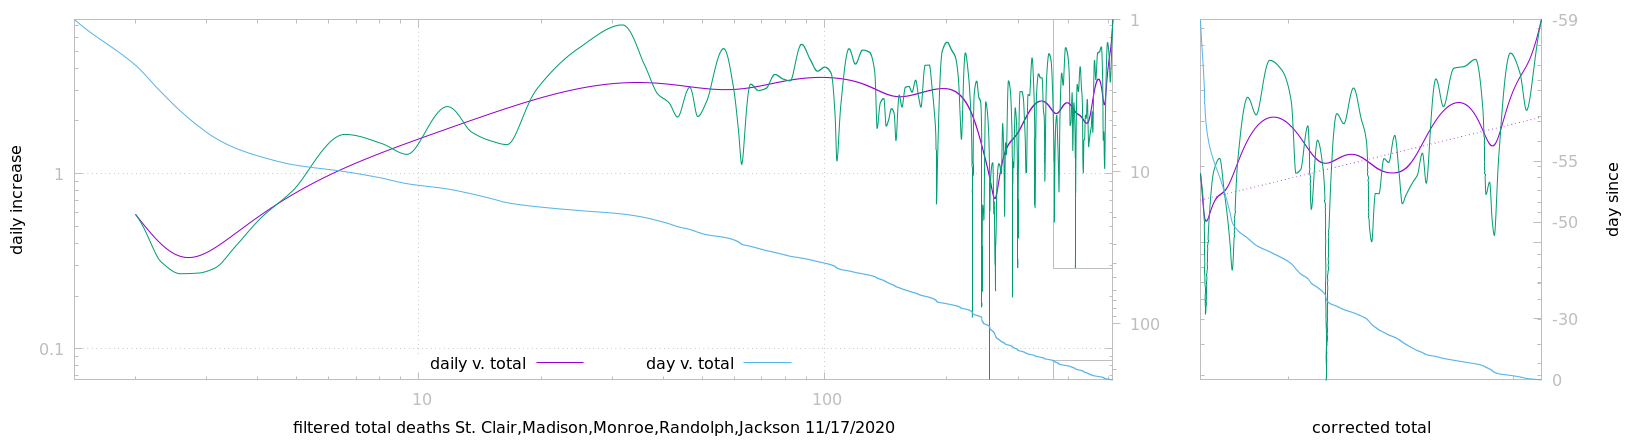 daily increase
1
0.1
10
100
1
10
100
daily v. total
day v. total
filtered total deaths St. Clair,Madison,Monroe,Randolph,Jackson 11/17/2020
-59
-55
-50
-30
0
day since
corrected total